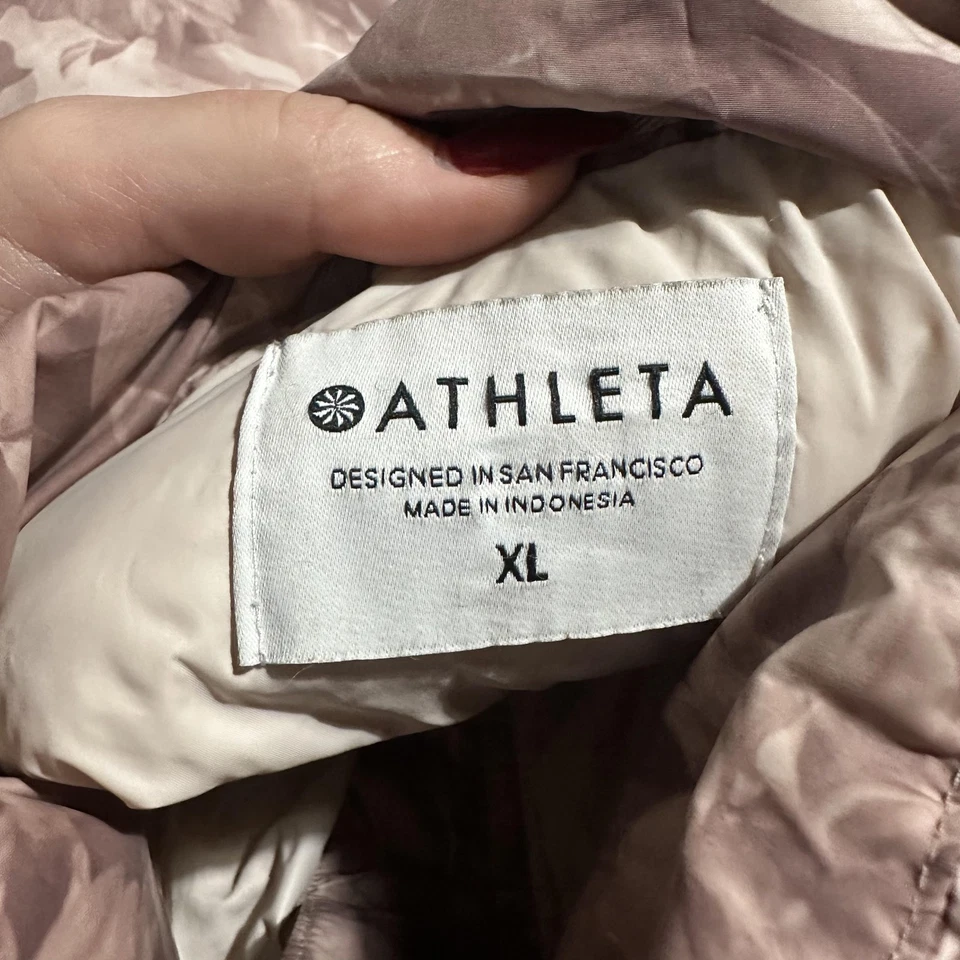 ATHLETA
DESIGNED IN SAN FRANCISCO
MADE IN INDONESIA
XL